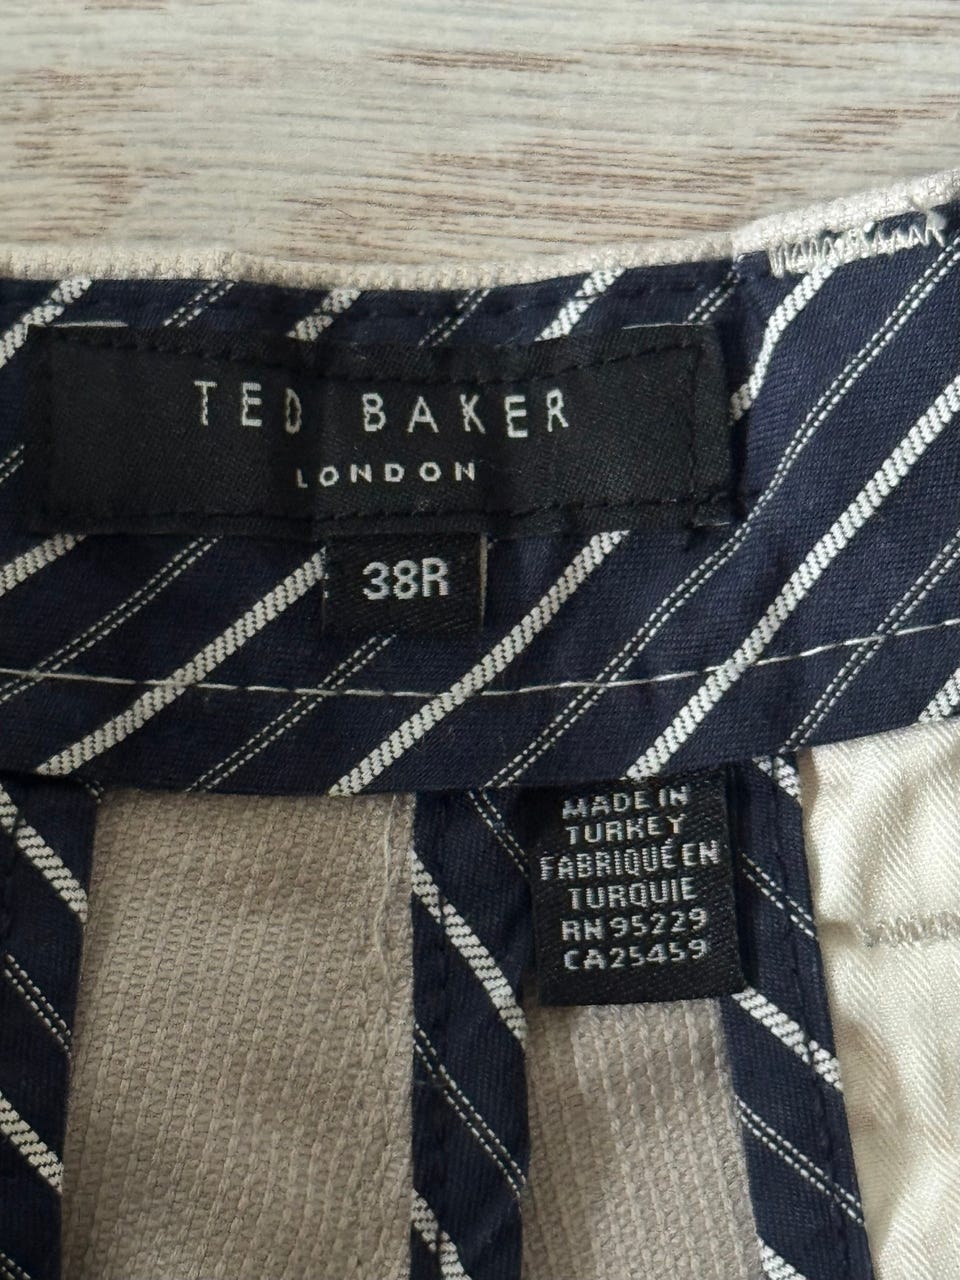 TED BAKER
LONDON
38R
MADE IN
TURKEY
FABRIQUÉ EN
TURQUIE
RN 95229
CA25459